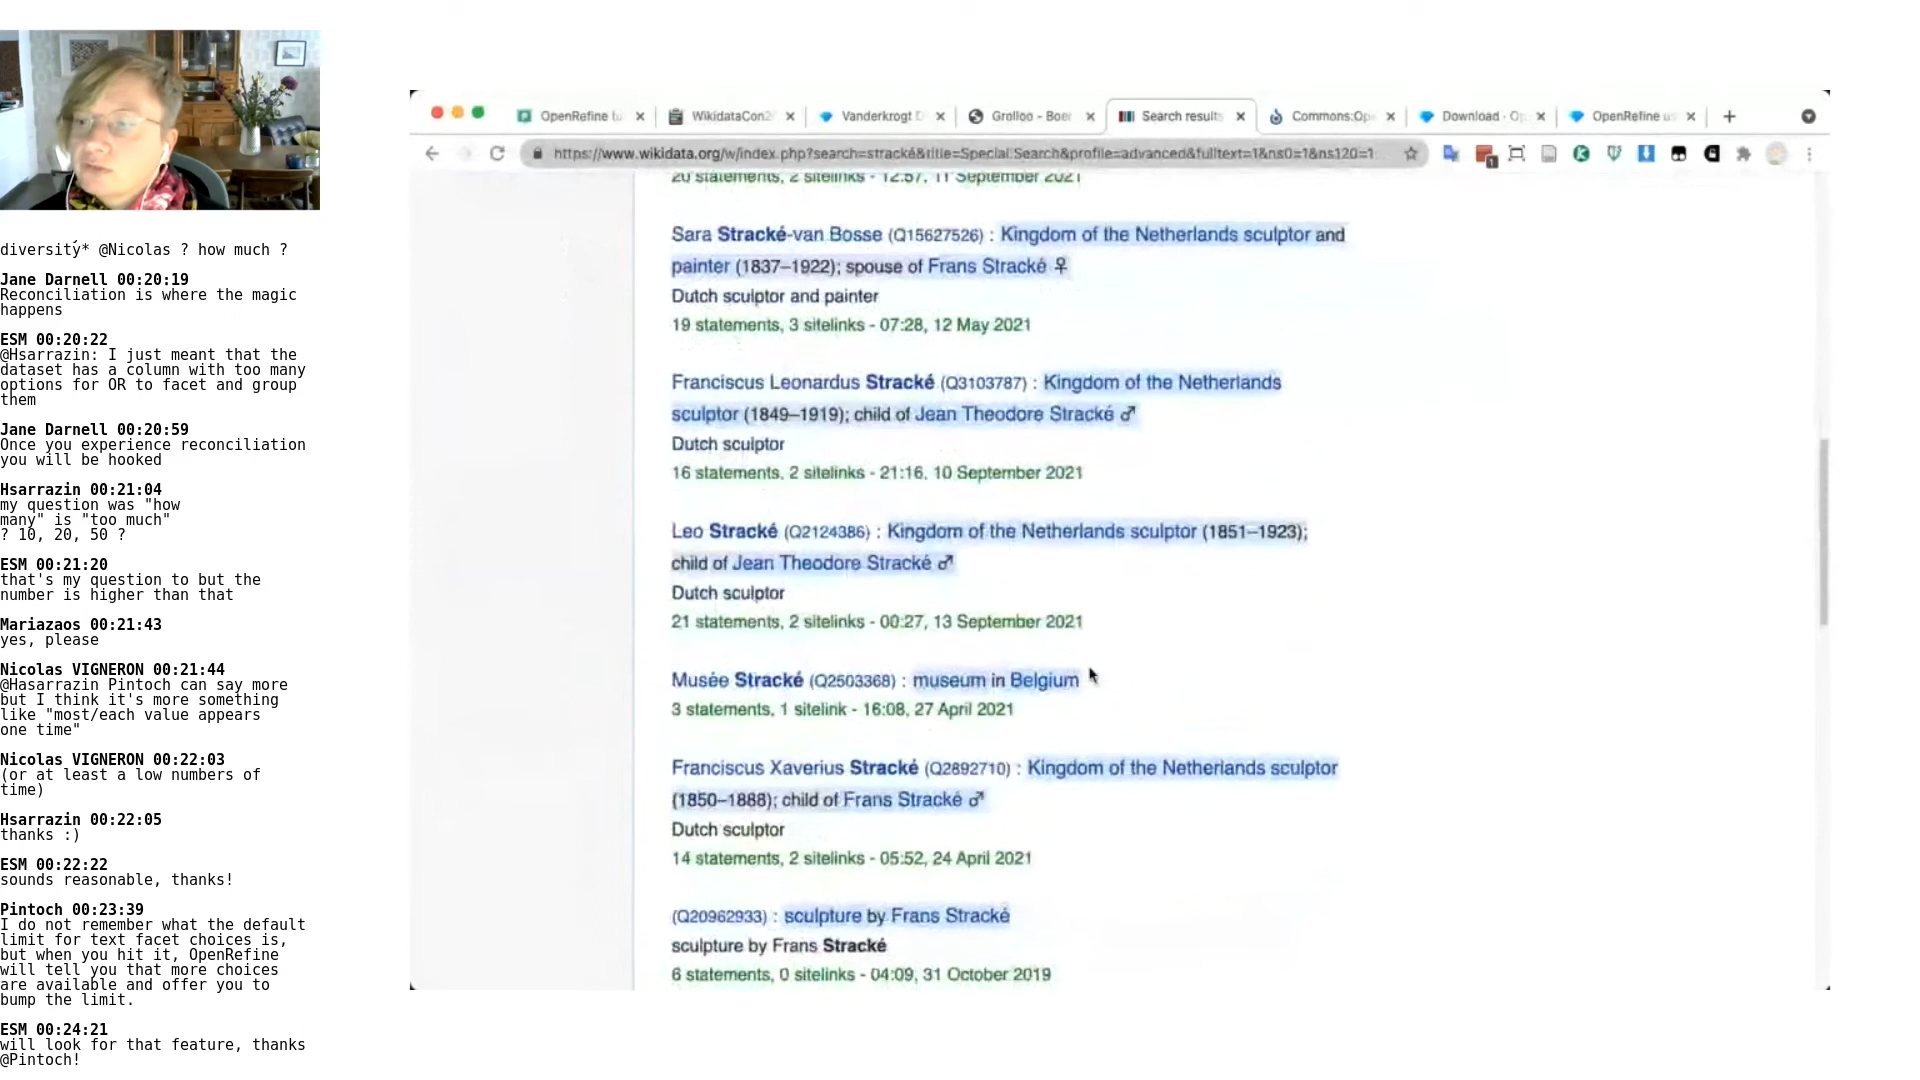 diversity* @Nicolas ? how much ?
Jane Darnell 00:20:19
Reconciliation is where the magic
happens
ESM 00:20:22
@Hsarrazin: I just meant that the
dataset has a column with too many
options for OR to facet and group
them
Jane Darnell 00:20:59
Once you experience reconciliation
you will be hooked
Hsarrazin 00:21:04
my question was "how
many" is "too much"
? 10, 20, 50 ?
ESM 00:21:20
that's my question to but the
number is higher than that
Mariazaos 00:21:43
yes, please
Nicolas VIGNERON 00:21:44
@Hasarrazin Pintoch can say more
but I think it's more something
like "most/each value appears
one time"
Nicolas VIGNERON 00:22:03
(or at least a low numbers of
time)
Hsarrazin 00:22:05
thanks :)
ESM 00:22:22
sounds reasonable, thanks!
Pintoch 00:23:39
I do not remember what the default
limit for text facet choices is,
but when you hit it, OpenRefine
will tell you that more choices
are available and offer you to
bump the limit.
ESM 00:24:21
will look for that feature, thanks
@Pintoch!
OpenRefine WikidataCon2 Vanderkrogt Grolloo - Boer Search results Commons:Op Download · O OpenRefine
https://www.wikidata.org/w/index.php?search=stracké&title=Special:Search&profile=advanced&fulltext=1&ns0=1&ns120=1
20 statements, 2 sitelinks - 12:57, 11 September 2021
Sara Stracké-van Bosse (Q15627526) : Kingdom of the Netherlands sculptor and
painter (1837–1922); spouse of Frans Stracké ♀
Dutch sculptor and painter
19 statements, 3 sitelinks - 07:28, 12 May 2021
Franciscus Leonardus Stracké (Q3103787) : Kingdom of the Netherlands
sculptor (1849–1919); child of Jean Theodore Stracké ♂
Dutch sculptor
16 statements, 2 sitelinks - 21:16, 10 September 2021
Leo Stracké (Q2124386) : Kingdom of the Netherlands sculptor (1851–1923);
child of Jean Theodore Stracké ♂
Dutch sculptor
21 statements, 2 sitelinks - 00:27, 13 September 2021
Musée Stracké (Q2503368) : museum in Belgium
3 statements, 1 sitelink - 16:08, 27 April 2021
Franciscus Xaverius Stracké (Q2892710) : Kingdom of the Netherlands sculptor
(1850–1888); child of Frans Stracké ♂
Dutch sculptor
14 statements, 2 sitelinks - 05:52, 24 April 2021
(Q20962933) : sculpture by Frans Stracké
sculpture by Frans Stracké
6 statements, 0 sitelinks - 04:09, 31 October 2019